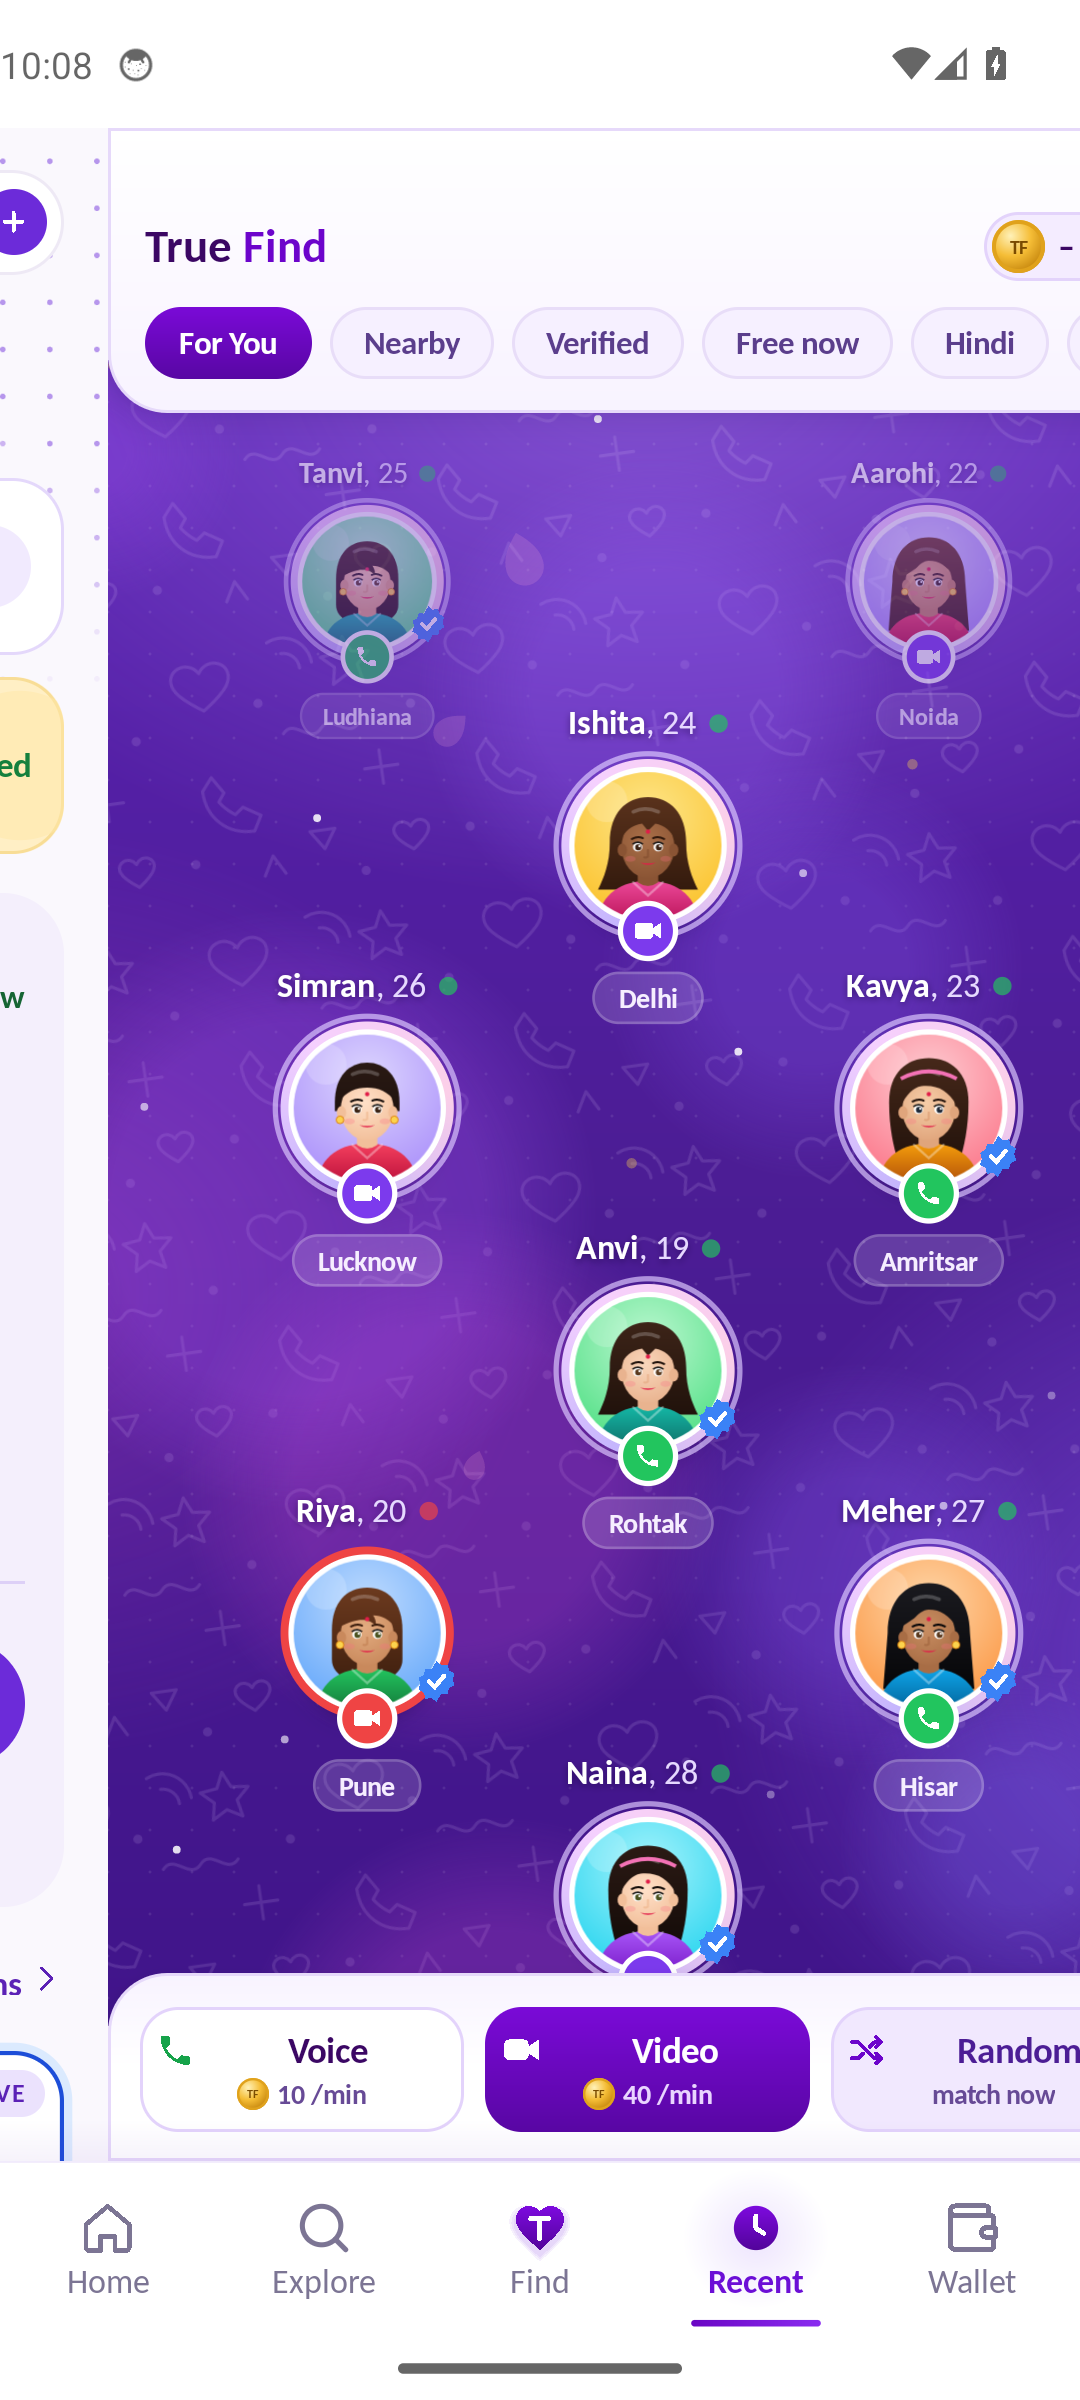 10:08
True Find
TF -
For You
Nearby
Verified
Free now
Hindi
Tanvi, 25
Aarohi, 22
Ludhiana
Noida
Ishita, 24
ed
Delhi
Simran, 26
Kavya, 23
w
Lucknow
Amritsar
Anvi, 19
Rohtak
Riya, 20
Meher, 27
Pune
Hisar
Naina, 28
ns
Voice
TF 10 /min
Video
TF 40 /min
Random
match now
VE
Home
Explore
T
Find
Recent
Wallet